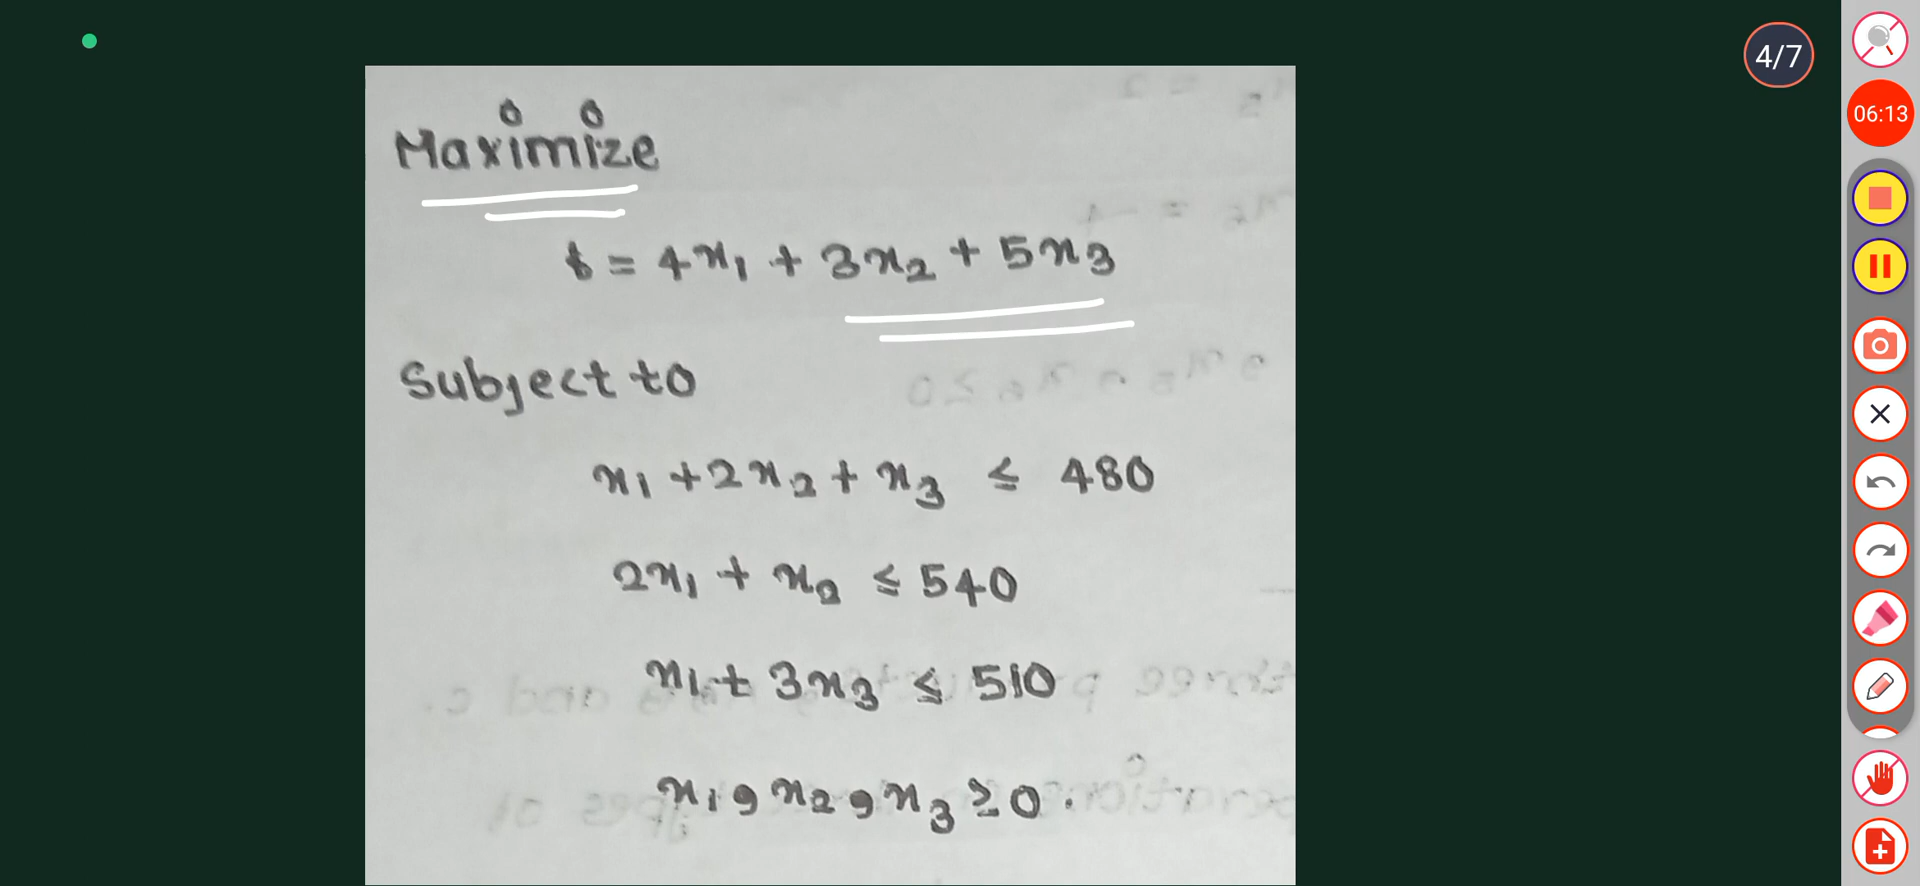 4/7
06:13
Maximize
t = 4x1 + 3x2 + 5x3
Subject to
x1 + 2x2 + x3 ≤ 480
2x1 + x2 ≤ 540
x1 + 3x3 ≤ 510
x1, x2, x3 ≥ 0.